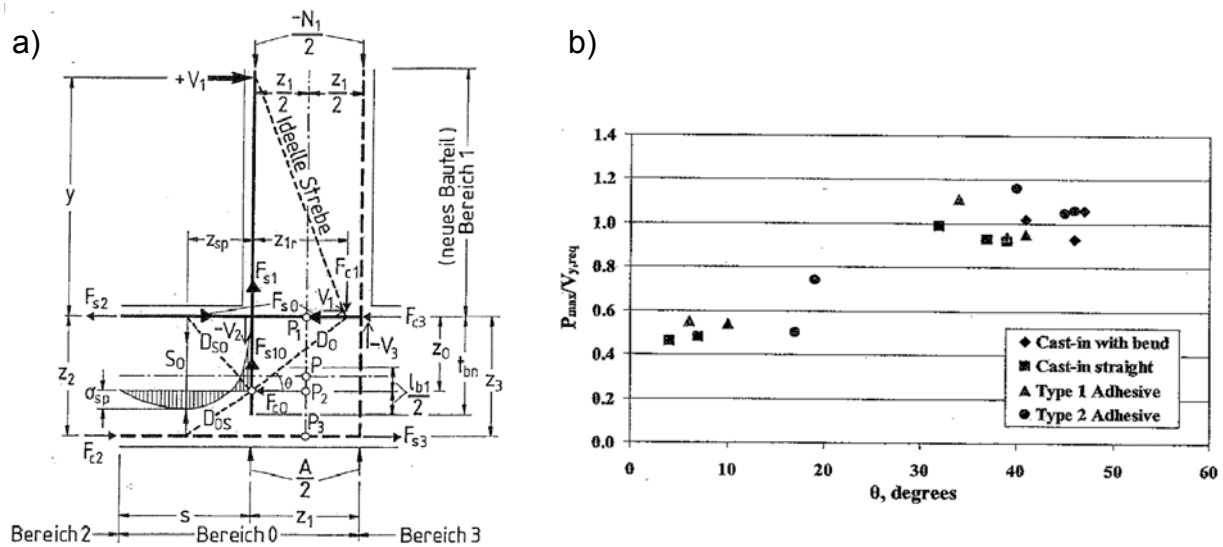 a)
-N1
2
+V1
z1
2
z1
2
Ideelle Strebe
y
(neues Bauteil)
Bereich 1
zsp
z1r
Fs1
Fc1
Fs2
Fs0
V1
Fc3
-V2
P1
D0
-V3
Ds0
Fs10
z0
S0
P
tbn
z2
θ
z3
σsp
Fc0
P2
lb1
2
D0s
P3
Fc2
Fs3
A
2
s
z1
Bereich 2
Bereich 0
Bereich 3
b)
Pmax/Vy,req
1.4
1.2
1.0
0.8
0.6
0.4
0.2
0.0
Cast-in with bend
Cast-in straight
Type 1 Adhesive
Type 2 Adhesive
0 10 20 30 40 50 60
θ, degrees